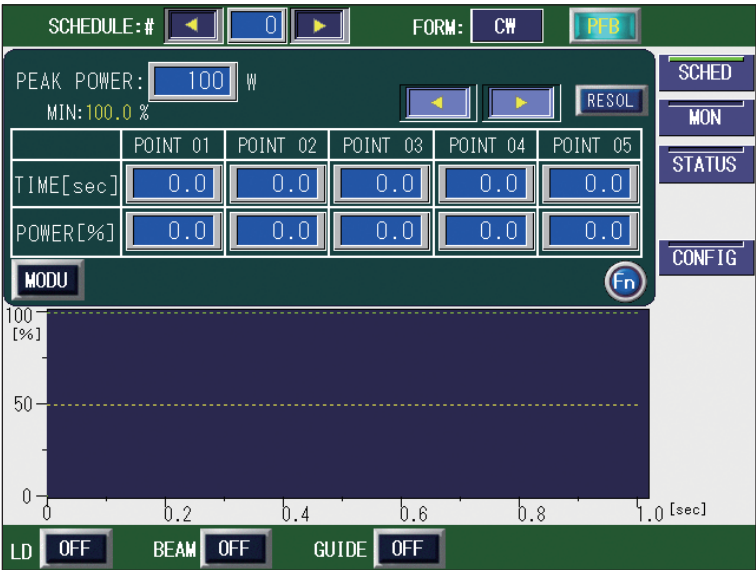 SCHEDULE:# ◀ 0 ▶ FORM: CW PFB
PEAK POWER: 100 W
MIN:100.0 %
◀ ▶ RESOL
POINT 01 POINT 02 POINT 03 POINT 04 POINT 05
TIME[sec] 0.0 0.0 0.0 0.0 0.0
POWER[%] 0.0 0.0 0.0 0.0 0.0
MODU Fn
SCHED
MON
STATUS
CONFIG
100
[%]
50
0
0 0.2 0.4 0.6 0.8 1.0 [sec]
LD OFF BEAM OFF GUIDE OFF